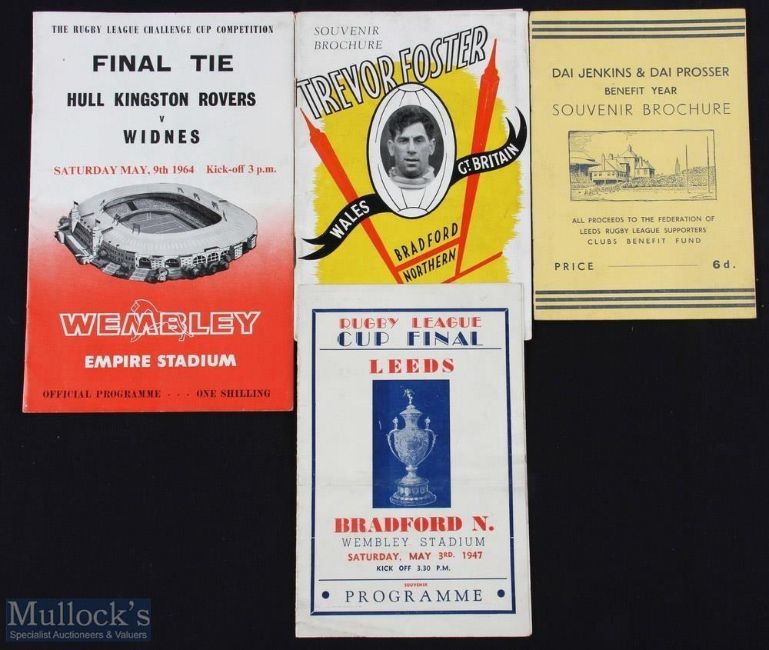 THE RUGBY LEAGUE CHALLENGE CUP COMPETITION
FINAL TIE
HULL KINGSTON ROVERS
v
WIDNES
SATURDAY MAY, 9th 1964 Kick-off 3 p.m.
WEMBLEY
EMPIRE STADIUM
OFFICIAL PROGRAMME . . . ONE SHILLING
SOUVENIR
BROCHURE
TREVOR FOSTER
WALES
GT. BRITAIN
BRADFORD
NORTHERN
DAI JENKINS & DAI PROSSER
BENEFIT YEAR
SOUVENIR BROCHURE
ALL PROCEEDS TO THE FEDERATION OF
LEEDS RUGBY LEAGUE SUPPORTERS'
CLUBS BENEFIT FUND
PRICE — 6d.
RUGBY LEAGUE
CUP FINAL
LEEDS
BRADFORD N.
WEMBLEY STADIUM
SATURDAY, MAY 3RD. 1947
KICK OFF 3.30 P.M.
SOUVENIR
• PROGRAMME •
Mullock's
Specialist Auctioneers & Valuers